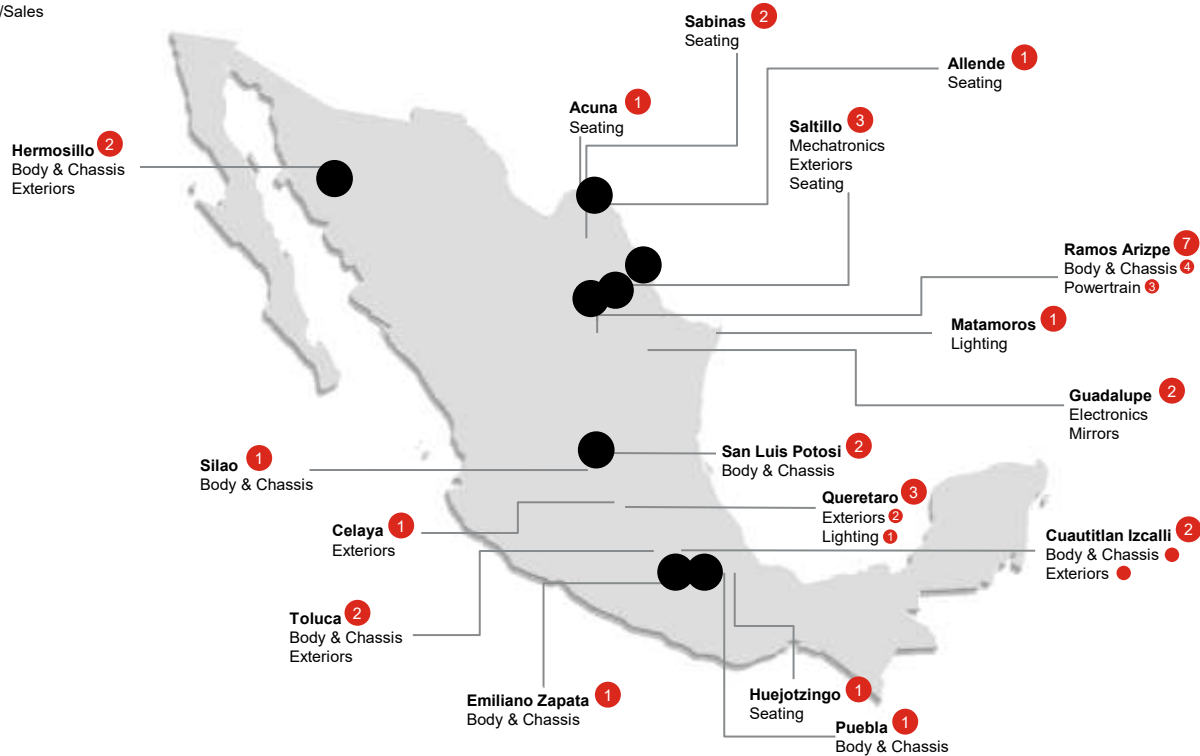 /Sales
Sabinas 2
Seating
Allende 1
Seating
Acuna 1
Seating
Saltillo 3
Mechatronics
Exteriors
Seating
Hermosillo 2
Body & Chassis
Exteriors
Ramos Arizpe 7
Body & Chassis 4
Powertrain 3
Matamoros 1
Lighting
Guadalupe 2
Electronics
Mirrors
San Luis Potosi 2
Body & Chassis
Silao 1
Body & Chassis
Queretaro 3
Exteriors 2
Lighting 1
Celaya 1
Exteriors
Cuautitlan Izcalli 2
Body & Chassis
Exteriors
Toluca 2
Body & Chassis
Exteriors
Emiliano Zapata 1
Body & Chassis
Huejotzingo 1
Seating
Puebla 1
Body & Chassis